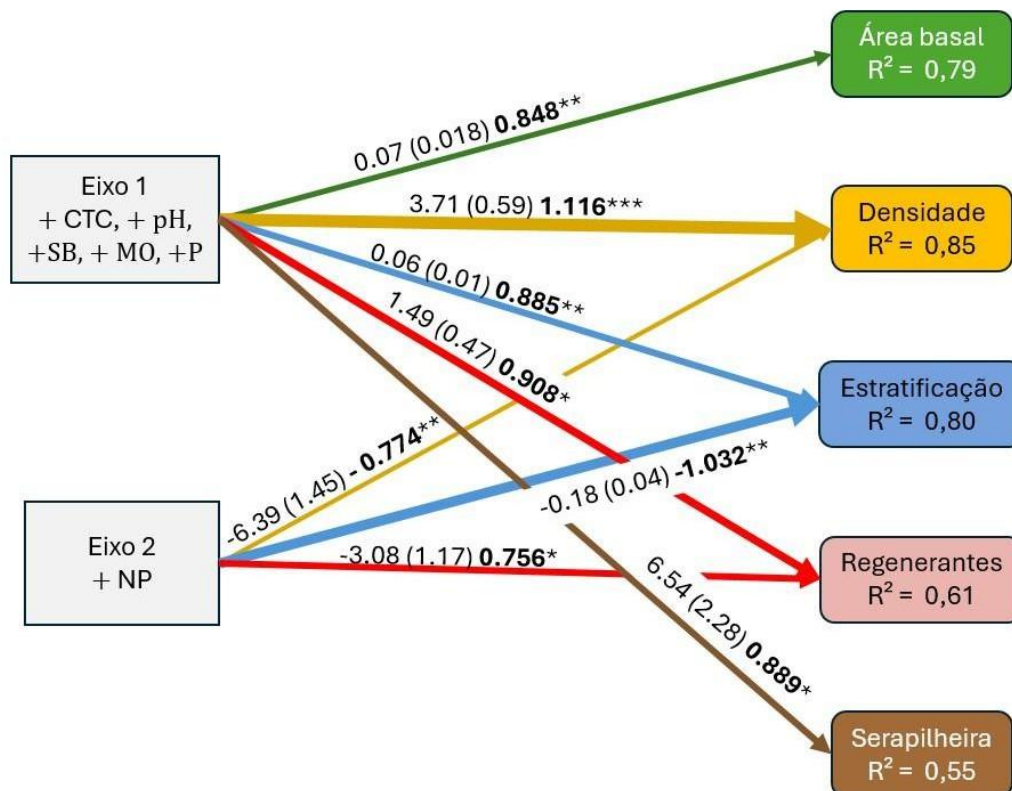 Área basal
R² = 0,79
0.07 (0.018) 0.848**
Eixo 1
+ CTC, + pH,
+SB, + MO, +P
3.71 (0.59) 1.116***
Densidade
R² = 0,85
0.06 (0.01) 0.885**
1.49 (0.47) 0.908*
Estratificação
R² = 0,80
-6.39 (1.45) - 0.774**
-0.18 (0.04) -1.032**
Eixo 2
+ NP
-3.08 (1.17) 0.756*
Regenerantes
R² = 0,61
6.54 (2.28) 0.889*
Serapilheira
R² = 0,55